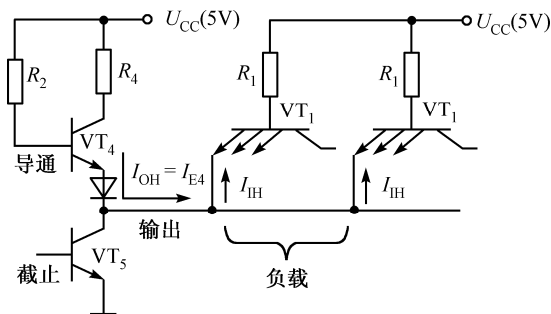 U_CC(5V)
U_CC(5V)
R_2
R_4
R_1
R_1
VT_1
VT_1
VT_4
导通
I_OH = I_E4
I_IH
I_IH
输出
VT_5
截止
负载